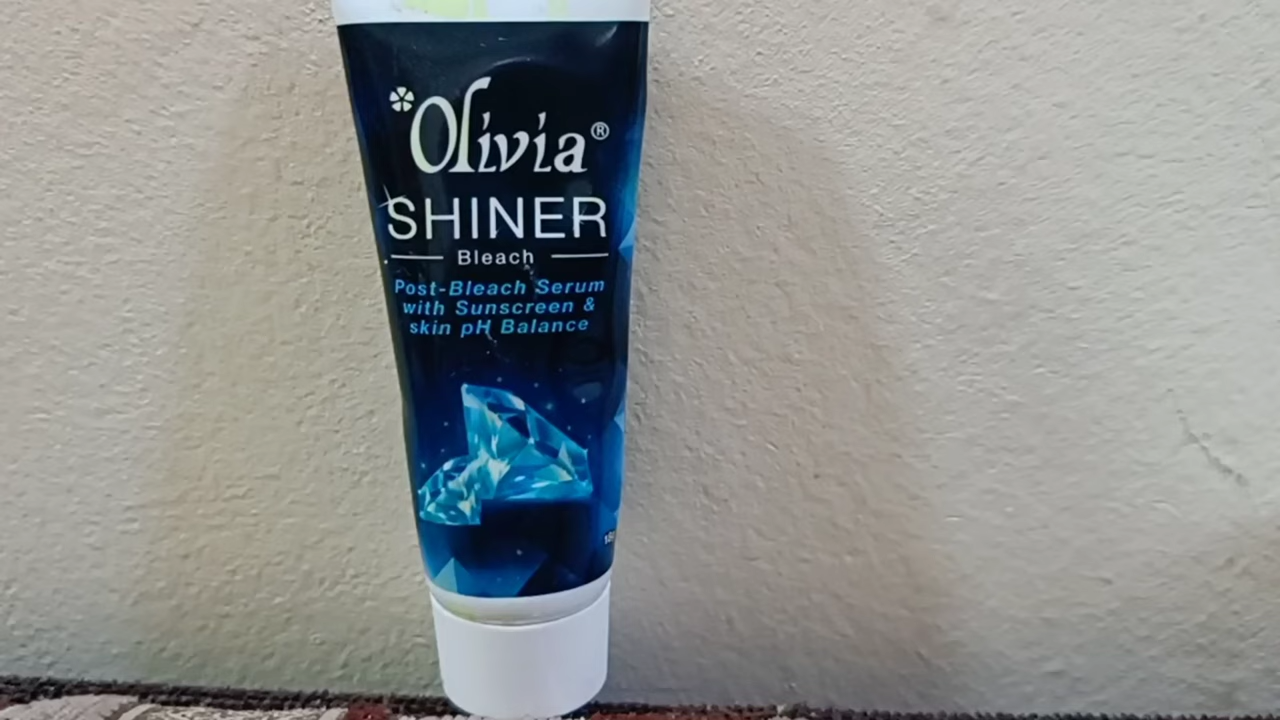 Olivia®
SHINER
Bleach
Post-Bleach Serum
with Sunscreen &
skin pH Balance